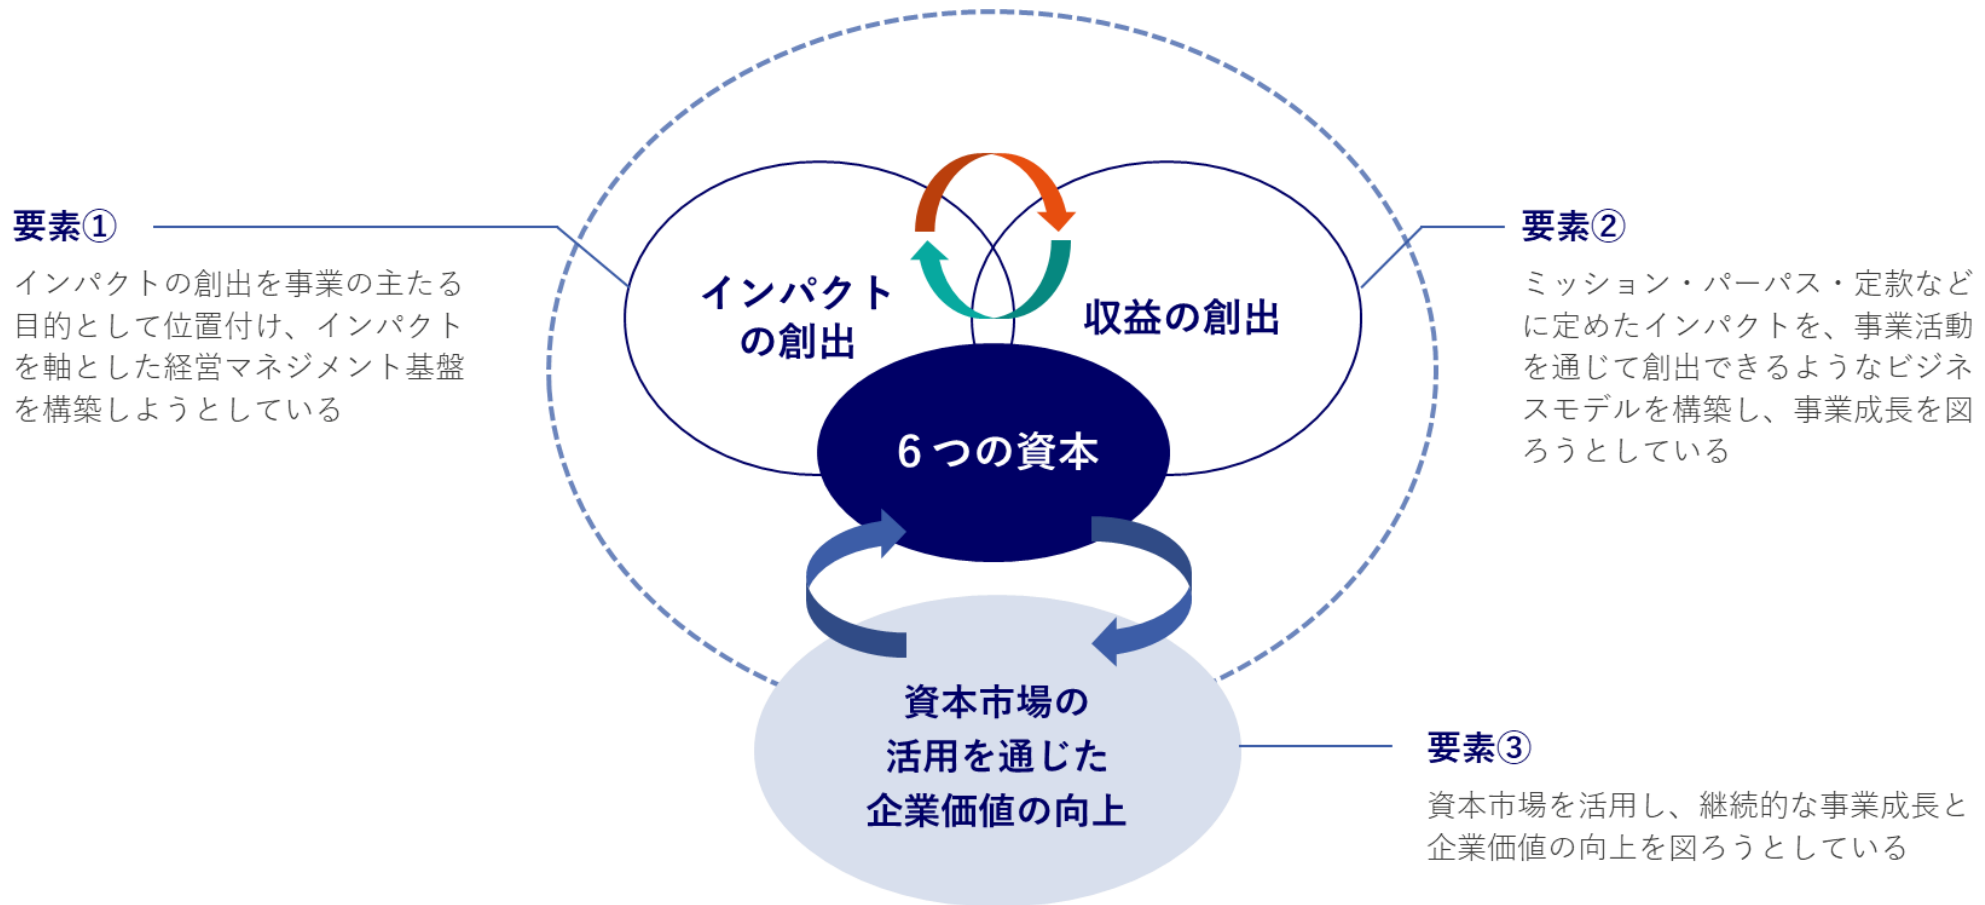 要素①
インパクトの創出を事業の主たる
目的として位置付け、インパクト
を軸とした経営マネジメント基盤
を構築しようとしている
インパクト
の創出
収益の創出
6つの資本
要素②
ミッション・パーパス・定款など
に定めたインパクトを、事業活動
を通じて創出できるようなビジネ
スモデルを構築し、事業成長を図
ろうとしている
資本市場の
活用を通じた
企業価値の向上
要素③
資本市場を活用し、継続的な事業成長と
企業価値の向上を図ろうとしている